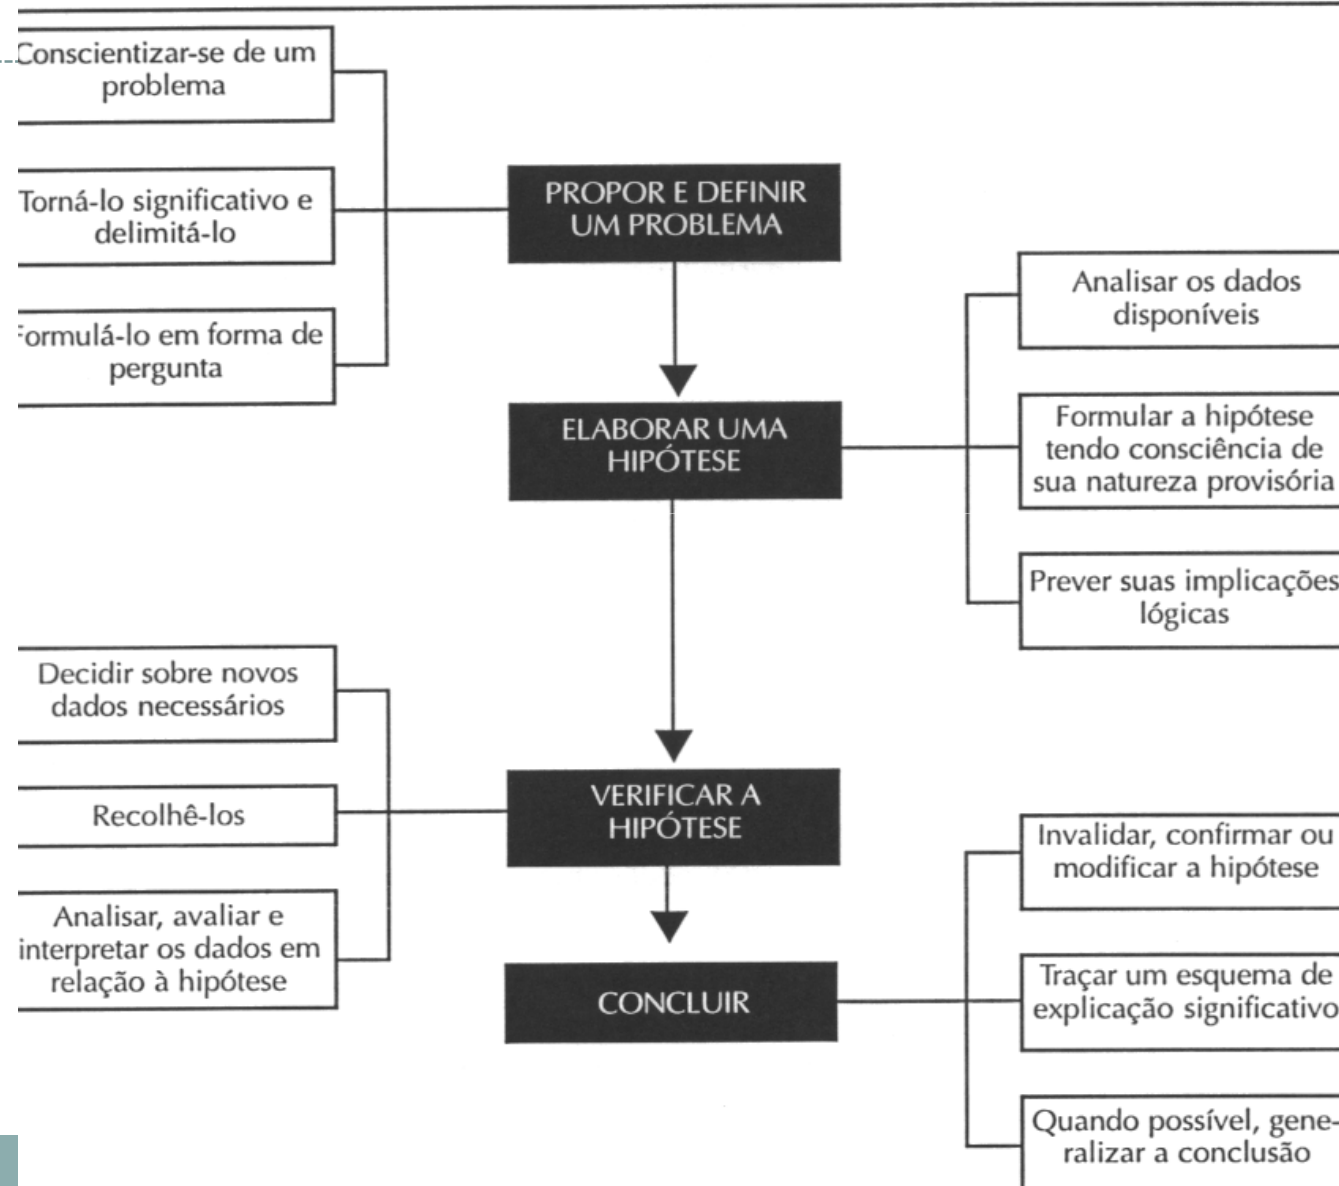 Conscientizar-se de um
problema
Torná-lo significativo e
delimitá-lo
Formulá-lo em forma de
pergunta
PROPOR E DEFINIR
UM PROBLEMA
Analisar os dados
disponíveis
Formular a hipótese
tendo consciência de
sua natureza provisória
Prever suas implicações
lógicas
ELABORAR UMA
HIPÓTESE
Decidir sobre novos
dados necessários
Recolhê-los
Analisar, avaliar e
interpretar os dados em
relação à hipótese
VERIFICAR A
HIPÓTESE
Invalidar, confirmar ou
modificar a hipótese
Traçar um esquema de
explicação significativo
Quando possível, gene-
ralizar a conclusão
CONCLUIR